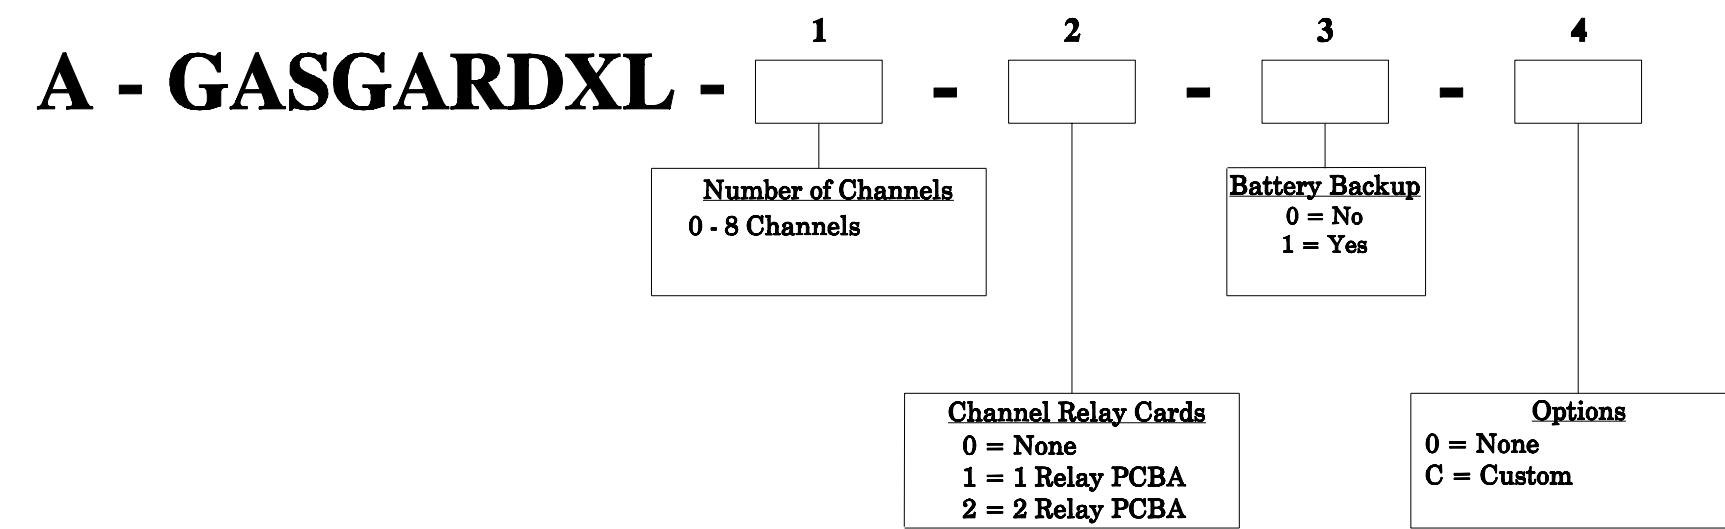 1 2 3 4
A - GASGARDXL - - - -
Number of Channels
0 - 8 Channels
Battery Backup
0 = No
1 = Yes
Channel Relay Cards
0 = None
1 = 1 Relay PCBA
2 = 2 Relay PCBA
Options
0 = None
C = Custom